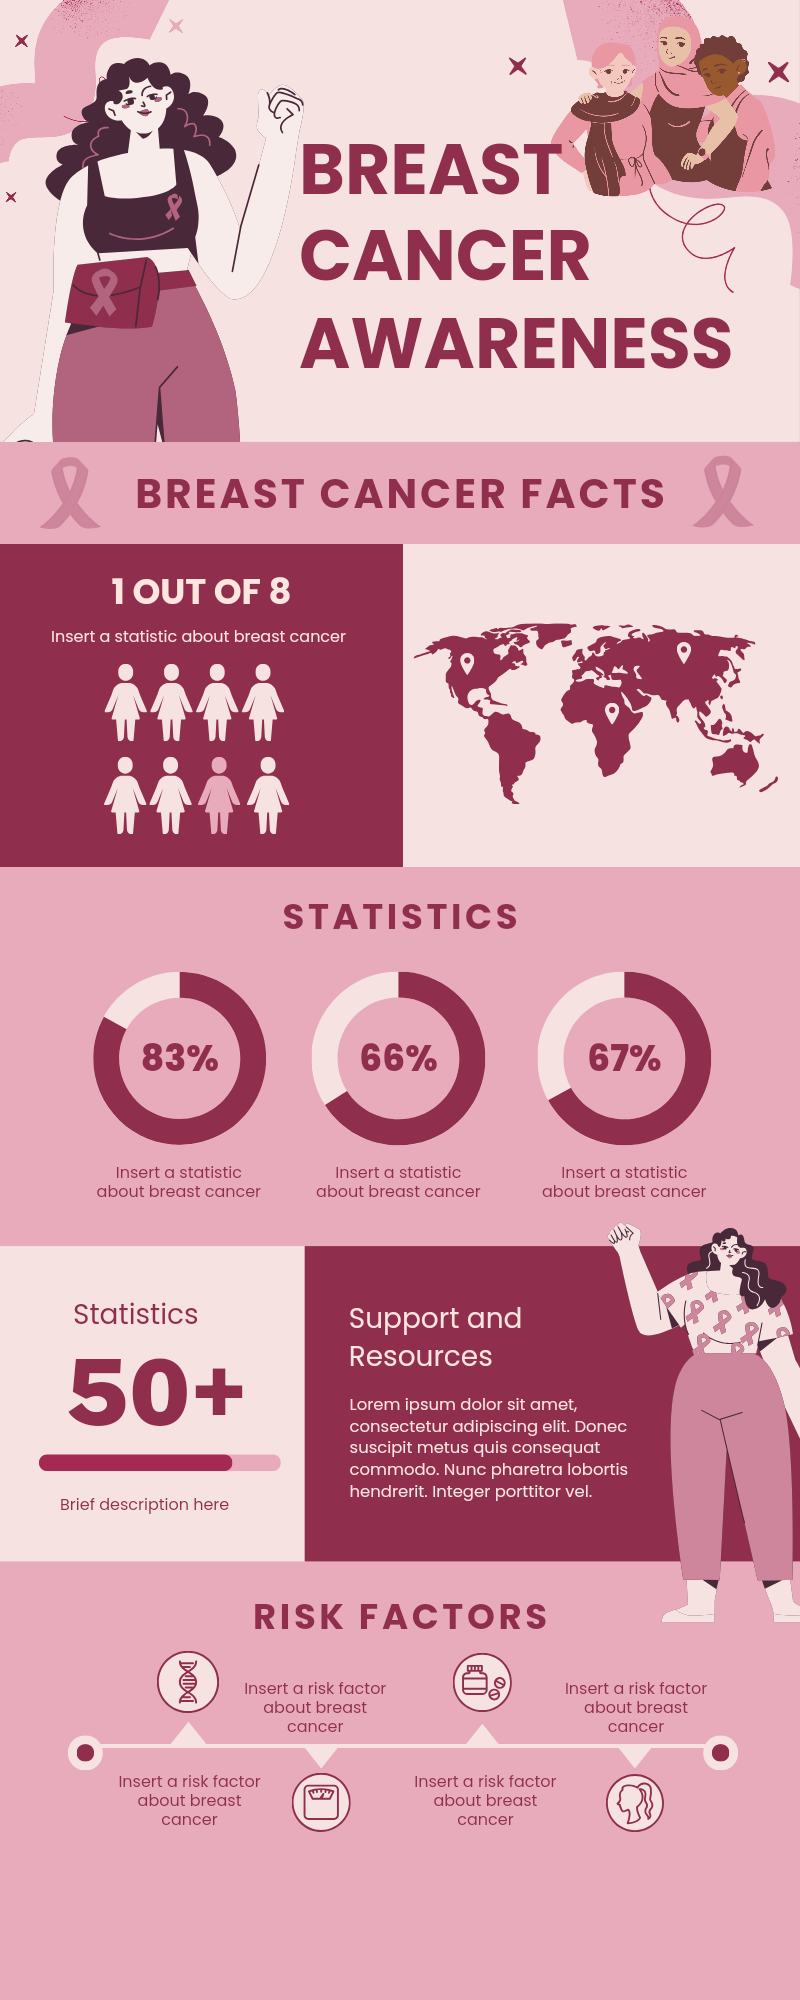 BREAST
CANCER
AWARENESS
BREAST CANCER FACTS
1 OUT OF 8
Insert a statistic about breast cancer
STATISTICS
83%
66%
67%
Insert a statistic
about breast cancer
Insert a statistic
about breast cancer
Insert a statistic
about breast cancer
Statistics
50+
Brief description here
Support and
Resources
Lorem ipsum dolor sit amet,
consectetur adipiscing elit. Donec
suscipit metus quis consequat
commodo. Nunc pharetra lobortis
hendrerit. Integer porttitor vel.
RISK FACTORS
Insert a risk factor
about breast
cancer
Insert a risk factor
about breast
cancer
Insert a risk factor
about breast
cancer
Insert a risk factor
about breast
cancer